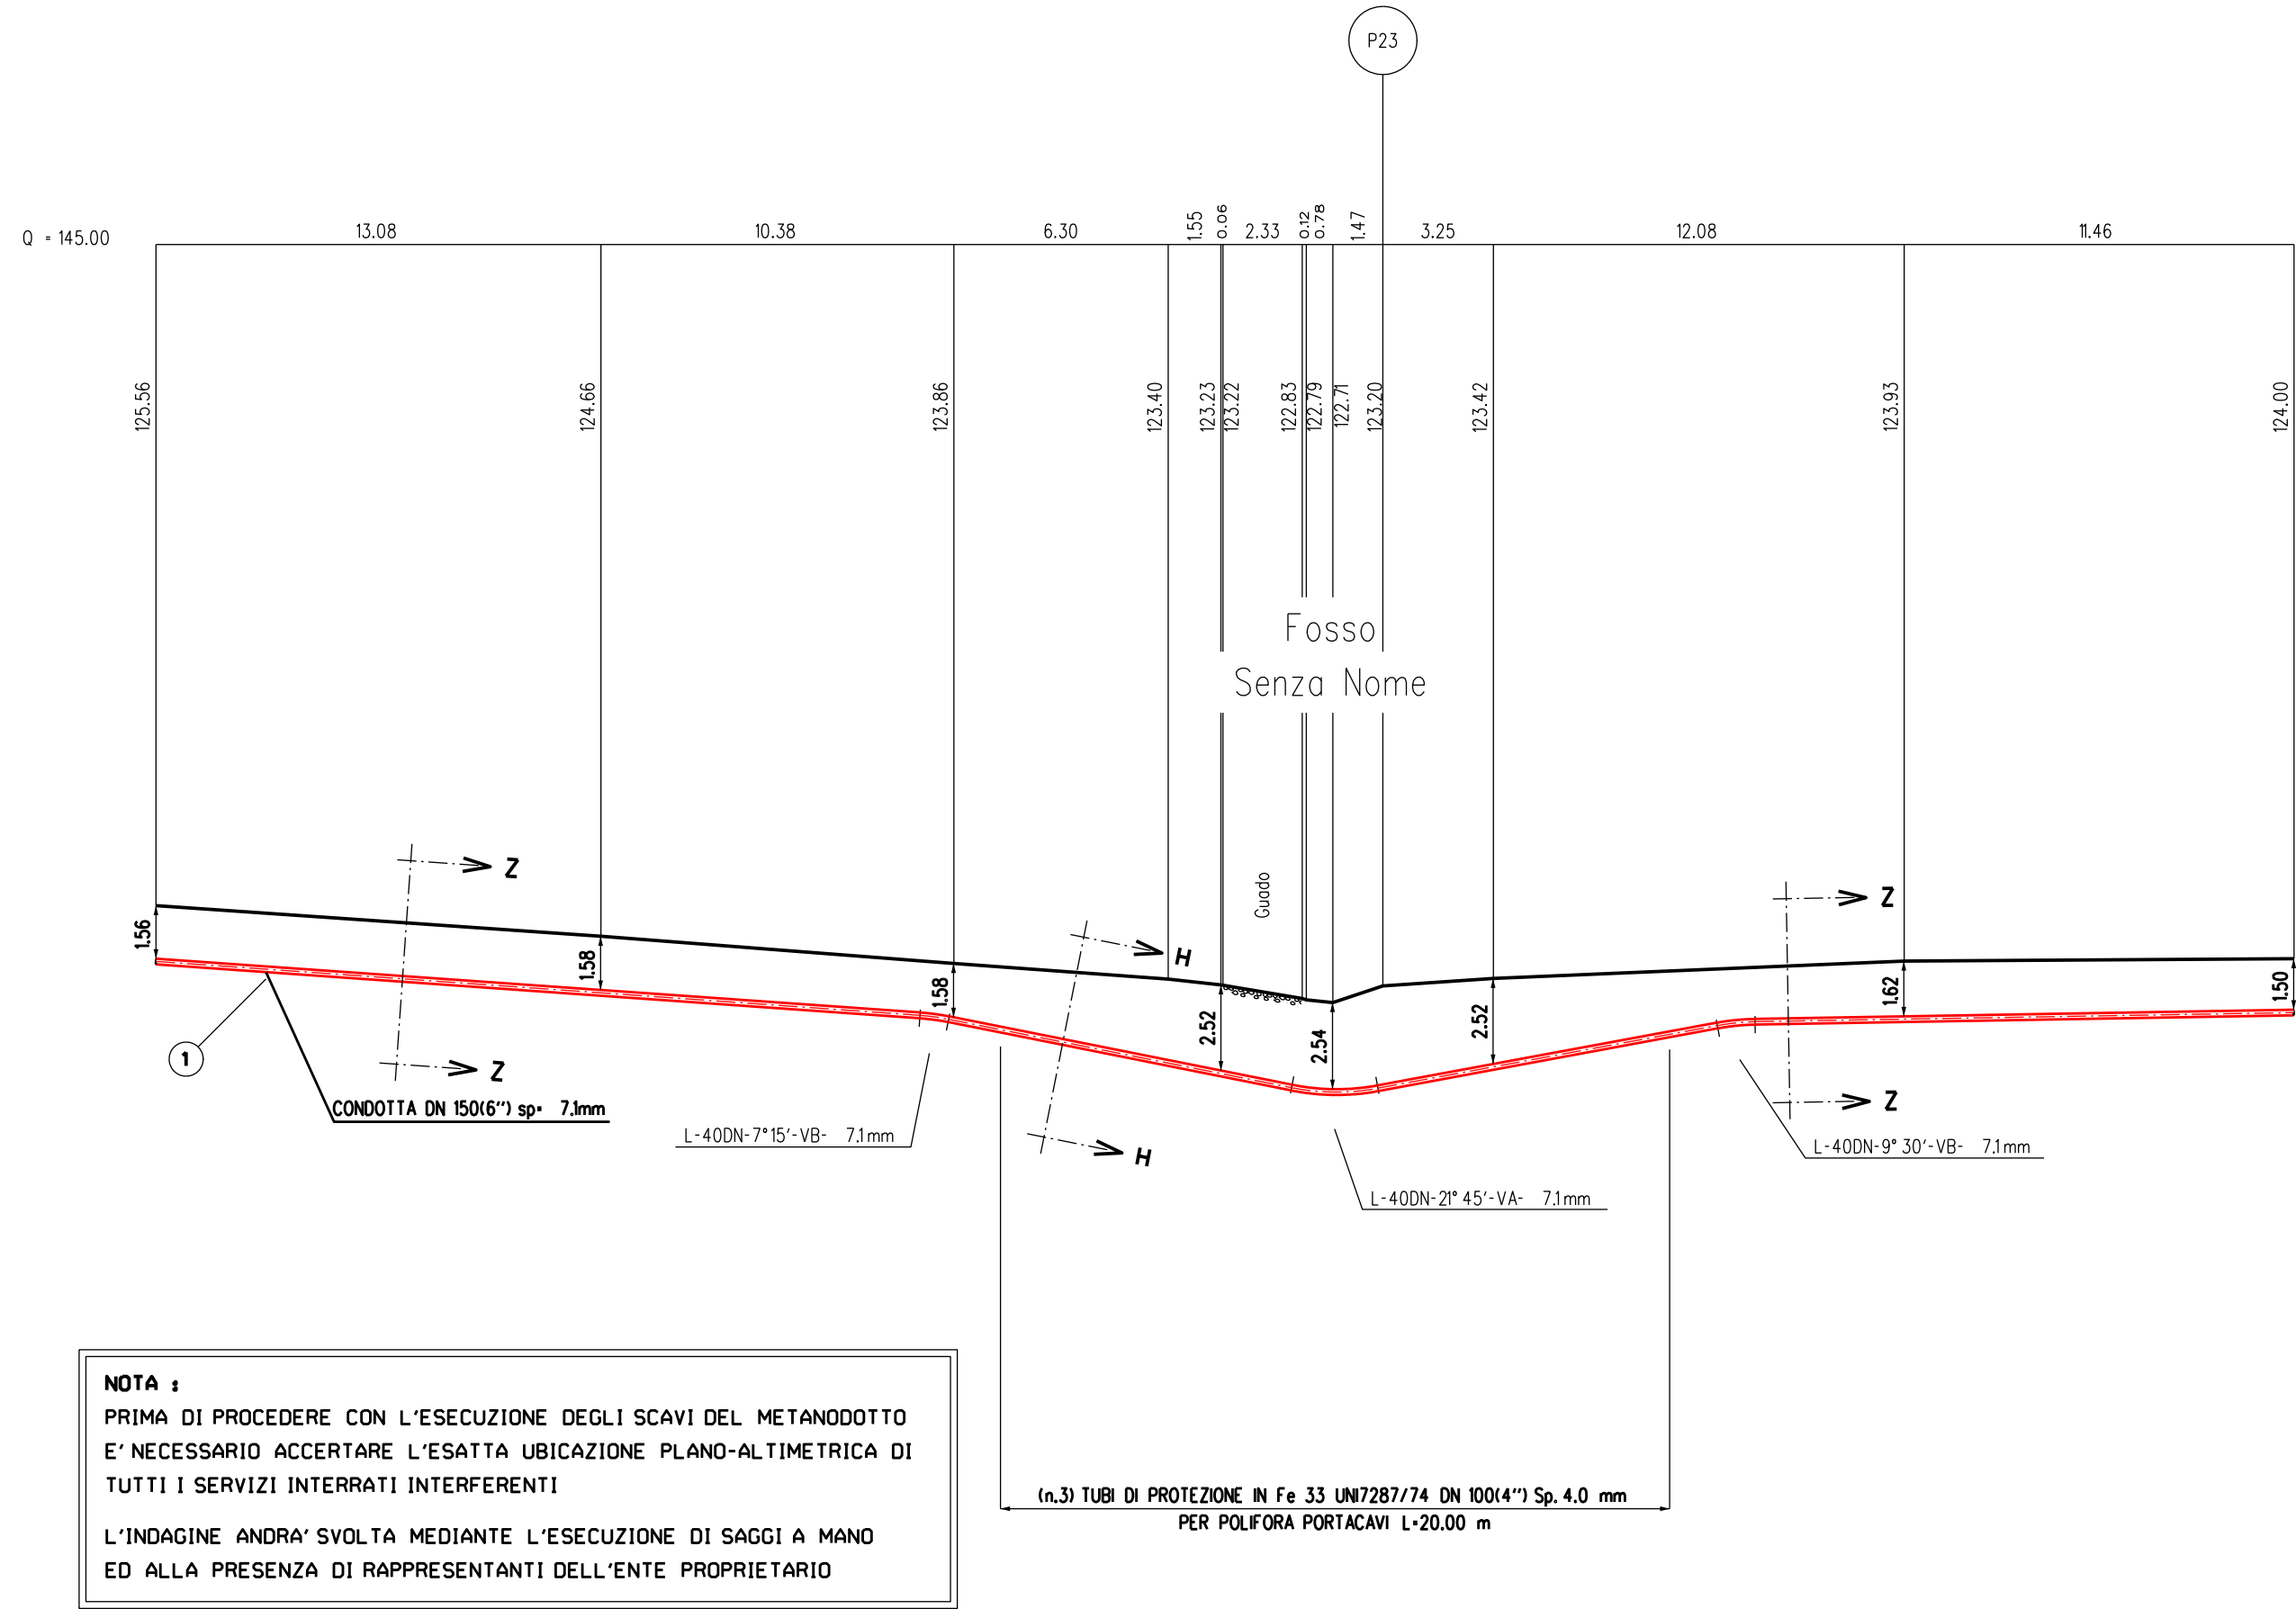 P23
Q = 145.00
13.08
10.38
6.30
1.55
0.06
2.33
0.12
0.78
1.47
3.25
12.08
11.46
125.56
124.66
123.86
123.40
123.23
123.22
122.83
122.79
122.71
123.20
123.42
123.93
124.00
Fosso
Senza Nome
Guado
Z
Z
H
H
Z
Z
1.56
1.58
1.58
2.52
2.54
2.52
1.62
1.50
1
CONDOTTA DN 150(6") sp= 7.1mm
L-40DN-7°15'-VB- 7.1mm
L-40DN-21°45'-VA- 7.1mm
L-40DN-9°30'-VB- 7.1mm
(n.3) TUBI DI PROTEZIONE IN Fe 33 UNI7287/74 DN 100(4") Sp. 4.0 mm
PER POLIFORA PORTACAVI L=20.00 m
NOTA :
PRIMA DI PROCEDERE CON L'ESECUZIONE DEGLI SCAVI DEL METANODOTTO
E' NECESSARIO ACCERTARE L'ESATTA UBICAZIONE PLANO-ALTIMETRICA DI
TUTTI I SERVIZI INTERRATI INTERFERENTI
L'INDAGINE ANDRA' SVOLTA MEDIANTE L'ESECUZIONE DI SAGGI A MANO
ED ALLA PRESENZA DI RAPPRESENTANTI DELL'ENTE PROPRIETARIO